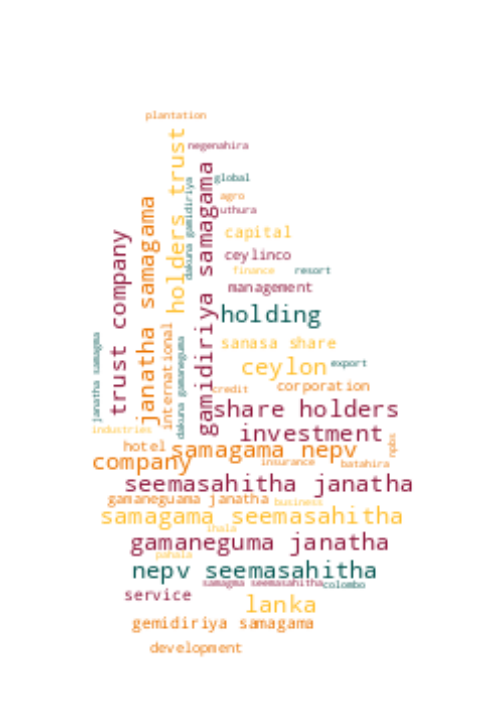 plantation
holders trust
negenahira
gamidiriya samagama
global
dakuna gamidiriya
agro
janatha samagama
uthura
capital
trust company
ceylinco
finance
resort
management
holding
international
janatha samagma
dakuna gamaneguma
sanasa share
ceylon
export
credit
corporation
share holders
industries
investment
hotel
samagama nepv
npbs
company
insurance
batahira
seemasahitha janatha
gamaneguama janatha
business
samagama seemasahitha
ihala
gamaneguma janatha
pahala
nepv seemasahitha
samagma seemasahitha
colombo
service
lanka
gemidiriya samagama
development